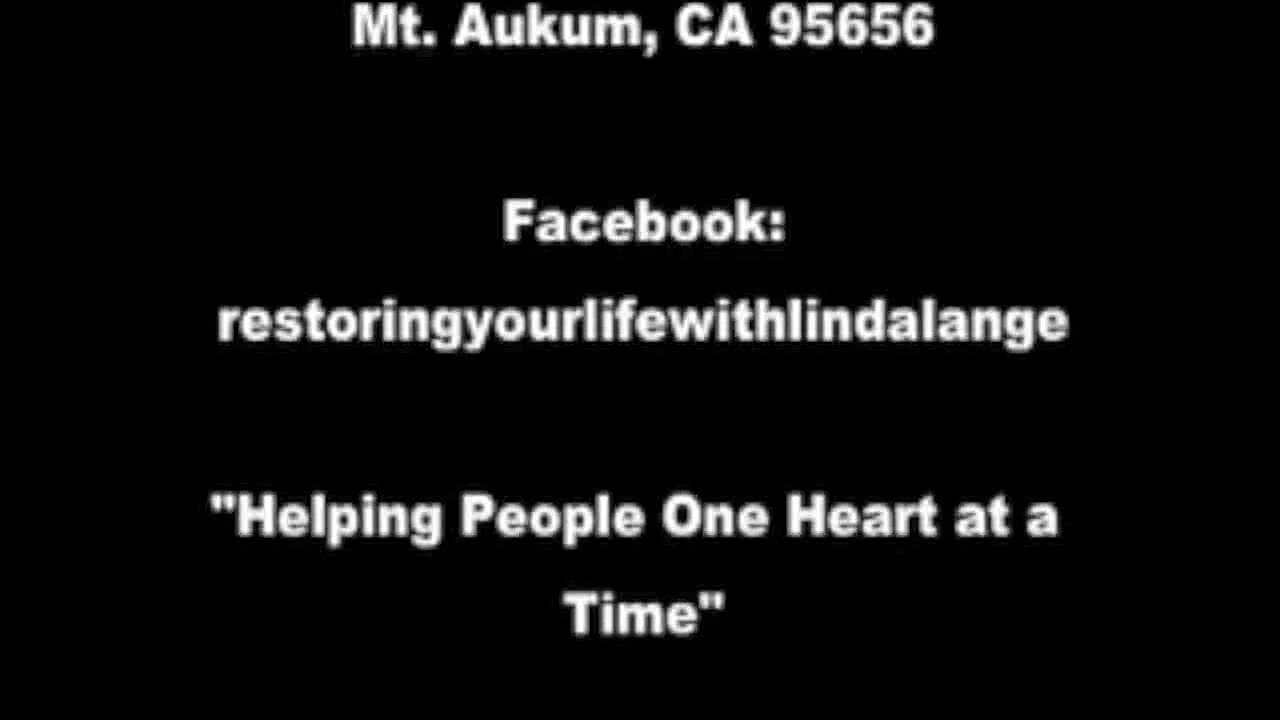 Mt. Aukum, CA 95656
Facebook:
restoringyourlifewithlindalange
"Helping People One Heart at a
Time"